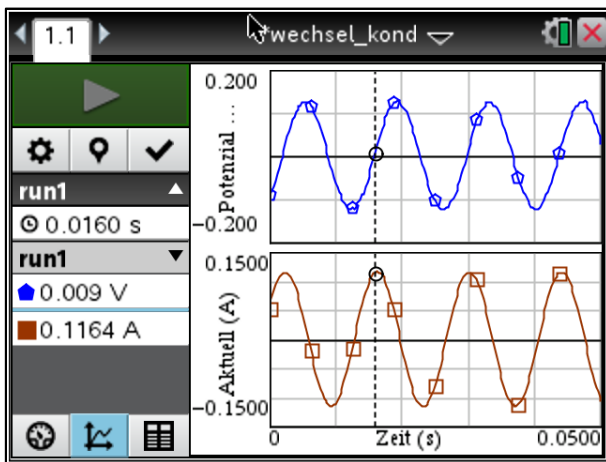 1.1
*wechsel_kond
run1
0.0160 s
run1
0.009 V
0.1164 A
0.200
Potenzial ...
−0.200
0.1500
Aktuell (A)
−0.1500
0
Zeit (s)
0.0500